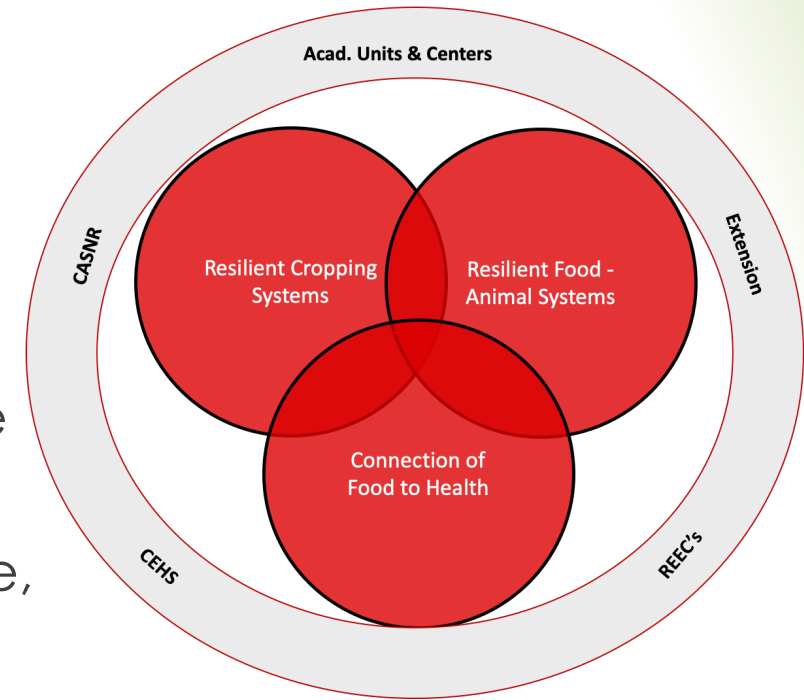 Acad. Units & Centers
CASNR
Extension
Resilient Cropping
Systems
Resilient Food -
Animal Systems
Connection of
Food to Health
CEHS
REEC's